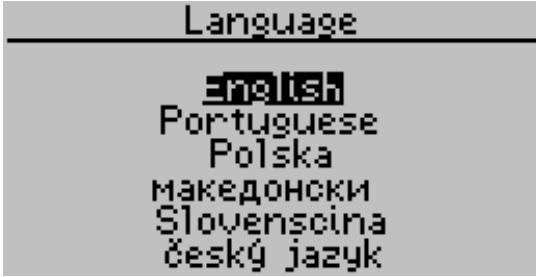 Language
English
Portuguese
Polska
македонски
Slovenscina
český jazyk